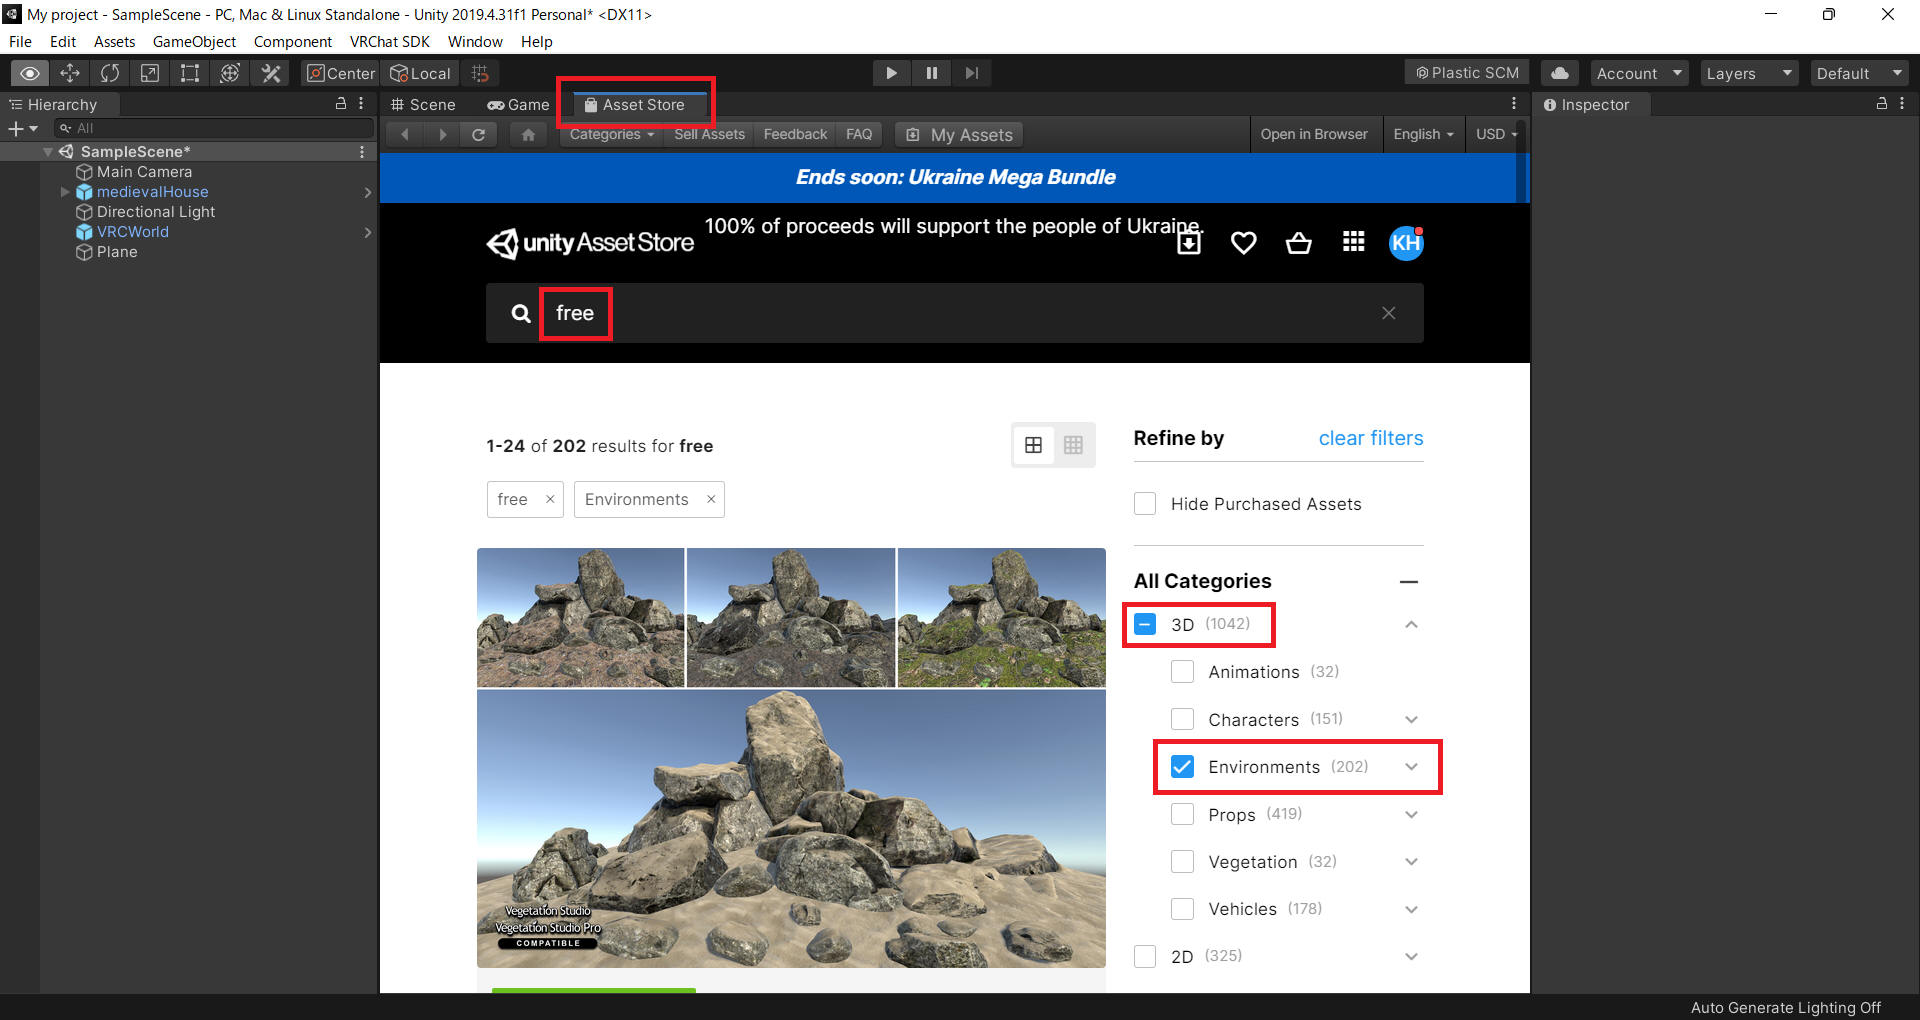 My project - SampleScene - PC, Mac & Linux Standalone - Unity 2019.4.31f1 Personal* <DX11>
File Edit Assets GameObject Component VRChat SDK Window Help
Center Local Plastic SCM Account Layers Default
Hierarchy Scene Game Asset Store Inspector
All Categories Sell Assets Feedback FAQ My Assets Open in Browser English USD
SampleScene*
Main Camera
medievalHouse
Directional Light
VRCWorld
Plane
Ends soon: Ukraine Mega Bundle
100% of proceeds will support the people of Ukraine.
unity Asset Store KH
free
1-24 of 202 results for free
free Environments
Vegetation Studio
Vegetation Studio Pro
COMPATIBLE
Refine by clear filters
Hide Purchased Assets
All Categories
3D (1042)
Animations (32)
Characters (151)
Environments (202)
Props (419)
Vegetation (32)
Vehicles (178)
2D (325)
Auto Generate Lighting Off